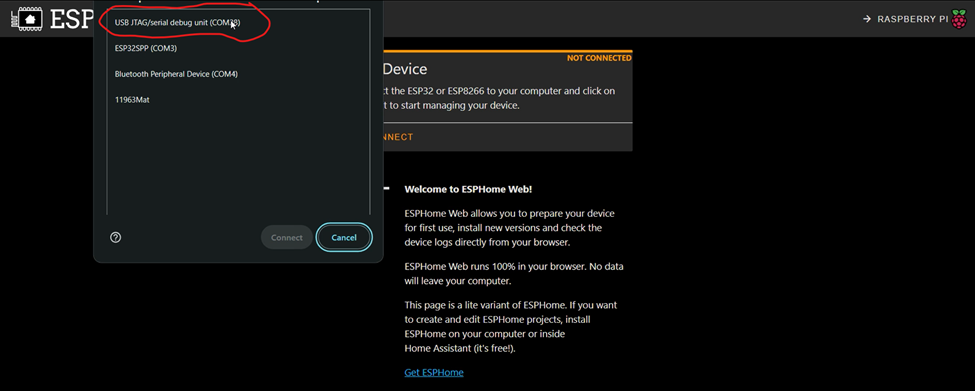 ESP
RASPBERRY PI
USB JTAG/serial debug unit
ESP32SPP (COM3)
Bluetooth Peripheral Device (COM4)
11963Mat
Connect
Cancel
NOT CONNECTED
Device
the ESP32 or ESP8266 to your computer and click on
to start managing your device.
Welcome to ESPHome Web!
ESPHome Web allows you to prepare your device
for first use, install new versions and check the
device logs directly from your browser.
ESPHome Web runs 100% in your browser. No data
will leave your computer.
This page is a lite variant of ESPHome. If you want
to create and edit ESPHome projects, install
ESPHome on your computer or inside
Home Assistant (it's free!).
Get ESPHome